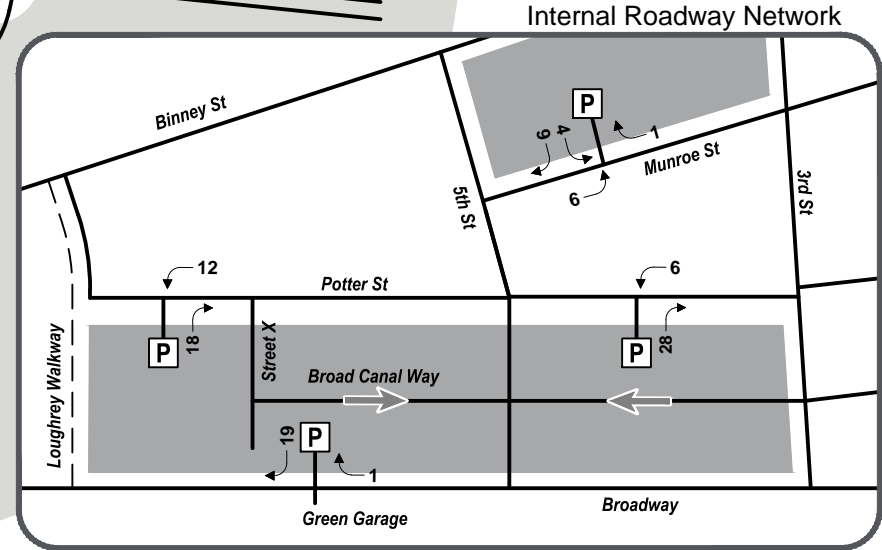 Internal Roadway Network
Binney St
P
9
4
1
Munroe St
6
5th St
3rd St
12
Potter St
6
18
P
Street X
P
28
Loughrey Walkway
Broad Canal Way
19
P
1
Broadway
Green Garage